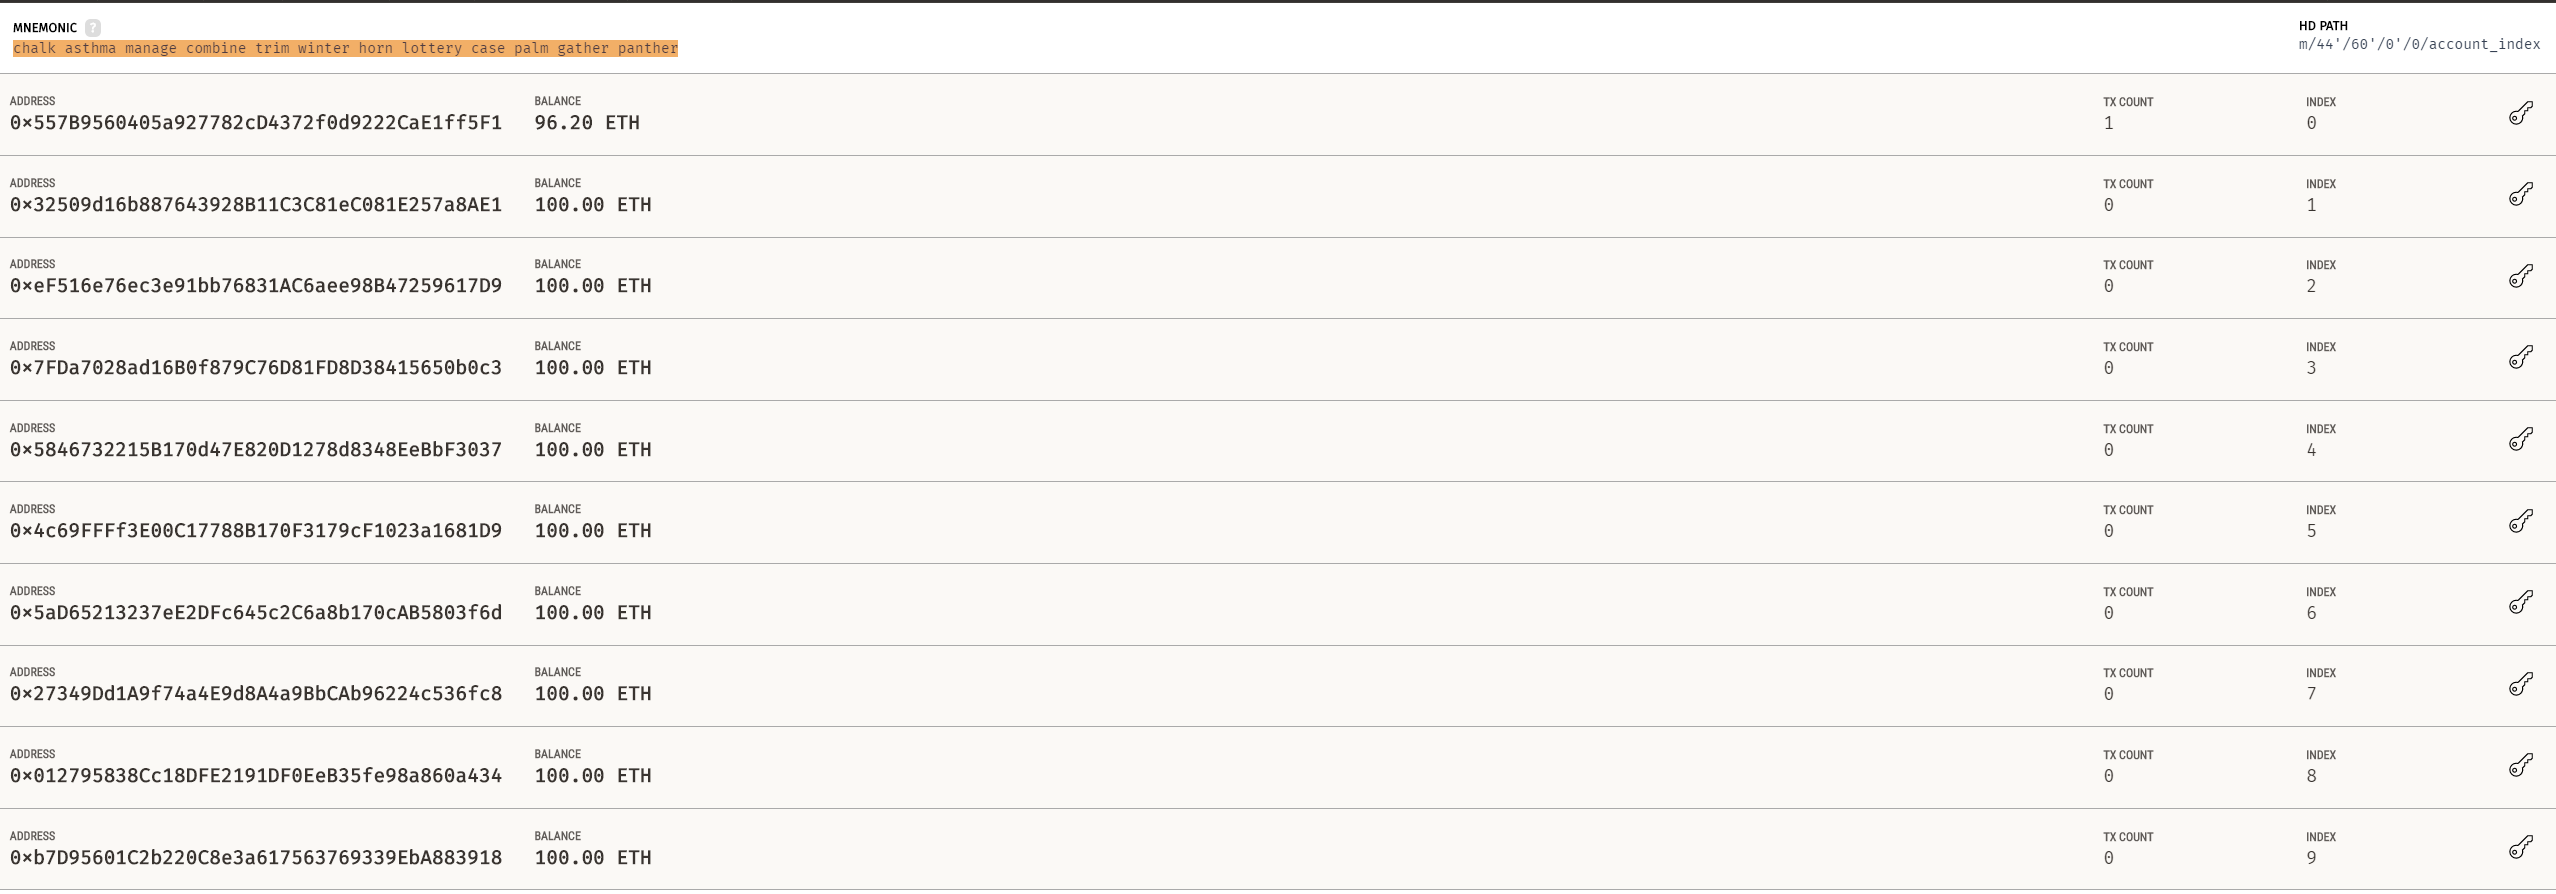 MNEMONIC ?
chalk asthma manage combine trim winter horn lottery case palm gather panther
HD PATH
m/44'/60'/0'/0/account_index
ADDRESS BALANCE TX COUNT INDEX
0x557B9560405a927782cD4372f0d9222CaE1ff5F1 96.20 ETH 1 0
ADDRESS BALANCE TX COUNT INDEX
0x32509d16b887643928B11C3C81eC081E257a8AE1 100.00 ETH 0 1
ADDRESS BALANCE TX COUNT INDEX
0xeF516e76ec3e91bb76831AC6aee98B47259617D9 100.00 ETH 0 2
ADDRESS BALANCE TX COUNT INDEX
0x7FDa7028ad16B0f879C76D81FD8D38415650b0c3 100.00 ETH 0 3
ADDRESS BALANCE TX COUNT INDEX
0x5846732215B170d47E820D1278d8348EeBbF3037 100.00 ETH 0 4
ADDRESS BALANCE TX COUNT INDEX
0x4c69FFFf3E00C17788B170F3179cF1023a1681D9 100.00 ETH 0 5
ADDRESS BALANCE TX COUNT INDEX
0x5aD65213237eE2DFc645c2C6a8b170cAB5803f6d 100.00 ETH 0 6
ADDRESS BALANCE TX COUNT INDEX
0x27349Dd1A9f74a4E9d8A4a9BbCAb96224c536fc8 100.00 ETH 0 7
ADDRESS BALANCE TX COUNT INDEX
0x012795838Cc18DFE2191DF0EeB35fe98a860a434 100.00 ETH 0 8
ADDRESS BALANCE TX COUNT INDEX
0xb7D95601C2b220C8e3a617563769339EbA883918 100.00 ETH 0 9